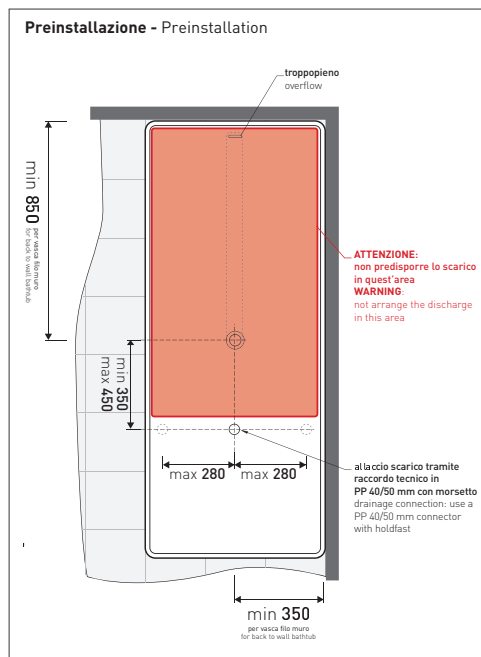 Preinstallazione - Preinstallation
troppopieno
overflow
min 850
per vasca filo muro
for back to wall bathtub
ATTENZIONE:
non predisporre lo scarico
in quest'area
WARNING:
not arrange the discharge
in this area
min 350
max 450
max 280
max 280
allaccio scarico tramite
raccordo tecnico in
PP 40/50 mm con morsetto
drainage connection: use a
PP 40/50 mm connector
with holdfast
min 350
per vasca filo muro
for back to wall bathtub